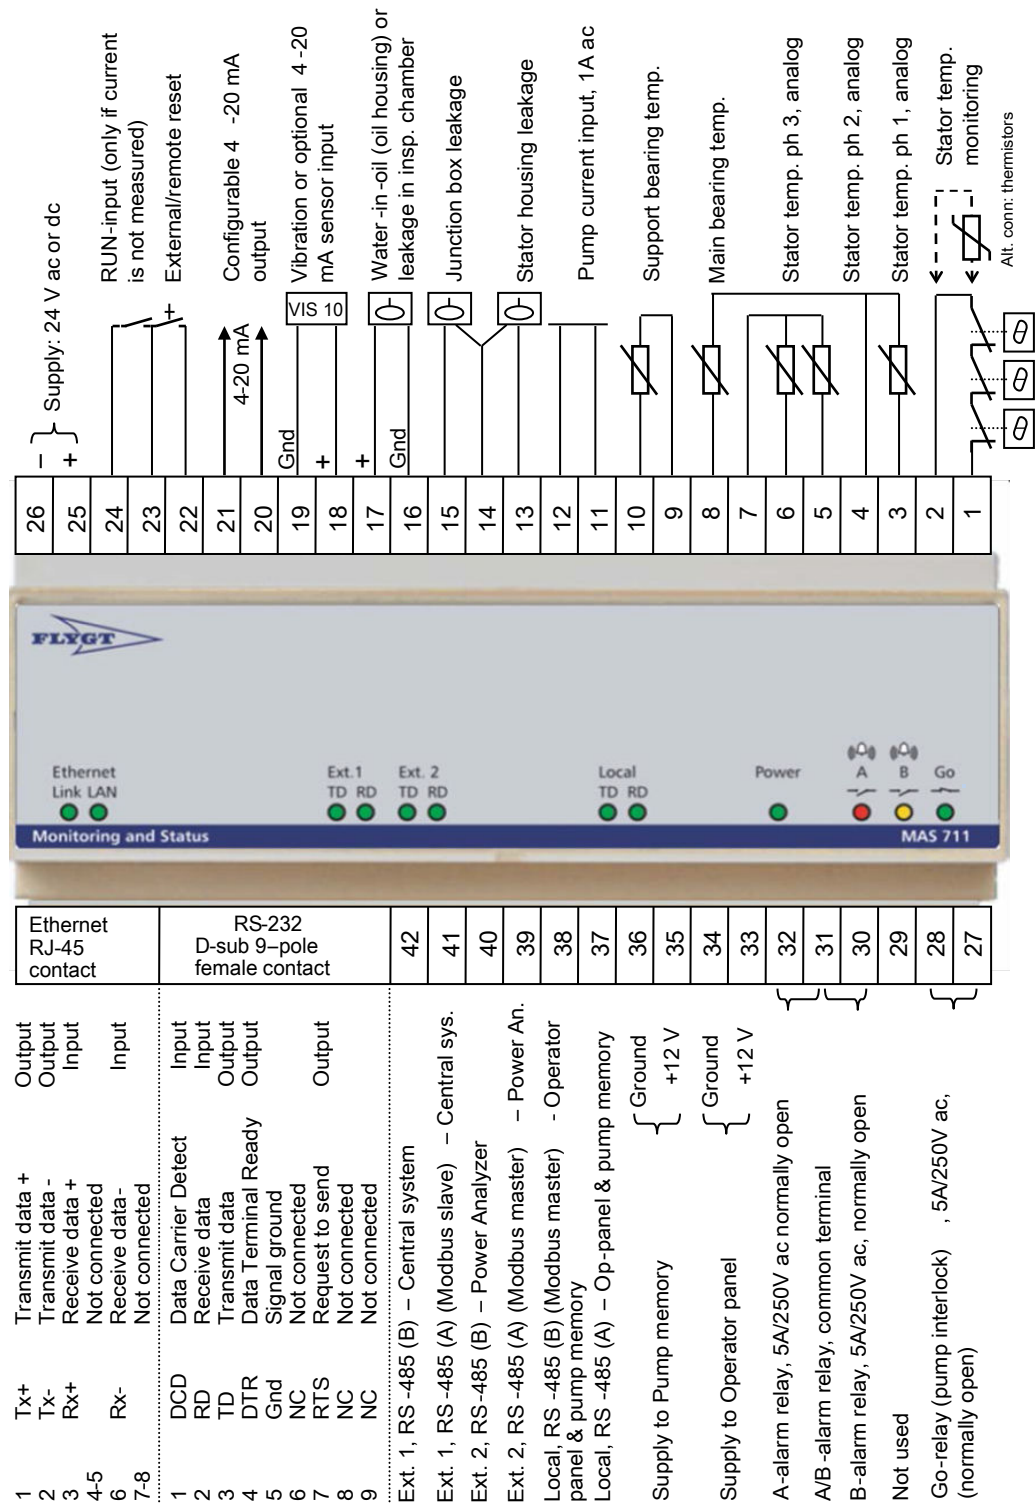 Supply: 24 V ac or dc
RUN-input (only if current
is not measured)
External/remote reset
Configurable 4 -20 mA
output
Vibration or optional 4 -20
mA sensor input
Water -in -oil (oil housing) or
leakage in insp. chamber
Junction box leakage
Stator housing leakage
Pump current input, 1A ac
Support bearing temp.
Main bearing temp.
Stator temp. ph 3, analog
Stator temp. ph 2, analog
Stator temp. ph 1, analog
Stator temp.
monitoring
Alt. conn: thermistors
− +
+
4-20 mA
VIS 10
Gnd
+
+
Gnd
26
25
24
23
22
21
20
19
18
17
16
15
14
13
12
11
10
9
8
7
6
5
4
3
2
1
FLYGT
Ethernet
Link LAN
Ext.1
TD RD
Ext. 2
TD RD
Local
TD RD
Power
A
B
Go
Monitoring and Status
MAS 711
Ethernet
RJ-45
contact
RS-232
D-sub 9–pole
female contact
42
41
40
39
38
37
36
35
34
33
32
31
30
29
28
27
1 Tx+ Transmit data + Output
2 Tx- Transmit data - Output
3 Rx+ Receive data + Input
4-5 Not connected
6 Rx- Receive data- Input
7-8 Not connected
1 DCD Data Carrier Detect Input
2 RD Receive data Input
3 TD Transmit data Output
4 DTR Data Terminal Ready Output
5 Gnd Signal ground
6 NC Not connected
7 RTS Request to send Output
8 NC Not connected
9 NC Not connected
Ext. 1, RS -485 (B) – Central system
Ext. 1, RS -485 (A) (Modbus slave) – Central sys.
Ext. 2, RS-485 (B) – Power Analyzer
Ext. 2, RS -485 (A) (Modbus master) – Power An.
Local, RS -485 (B) (Modbus master) - Operator
panel & pump memory
Local, RS -485 (A) – Op-panel & pump memory
Supply to Pump memory Ground
+12 V
Supply to Operator panel Ground
+12 V
A-alarm relay, 5A/250V ac normally open
A/B -alarm relay, common terminal
B-alarm relay, 5A/250V ac, normally open
Not used
Go-relay (pump interlock) , 5A/250V ac,
(normally open)